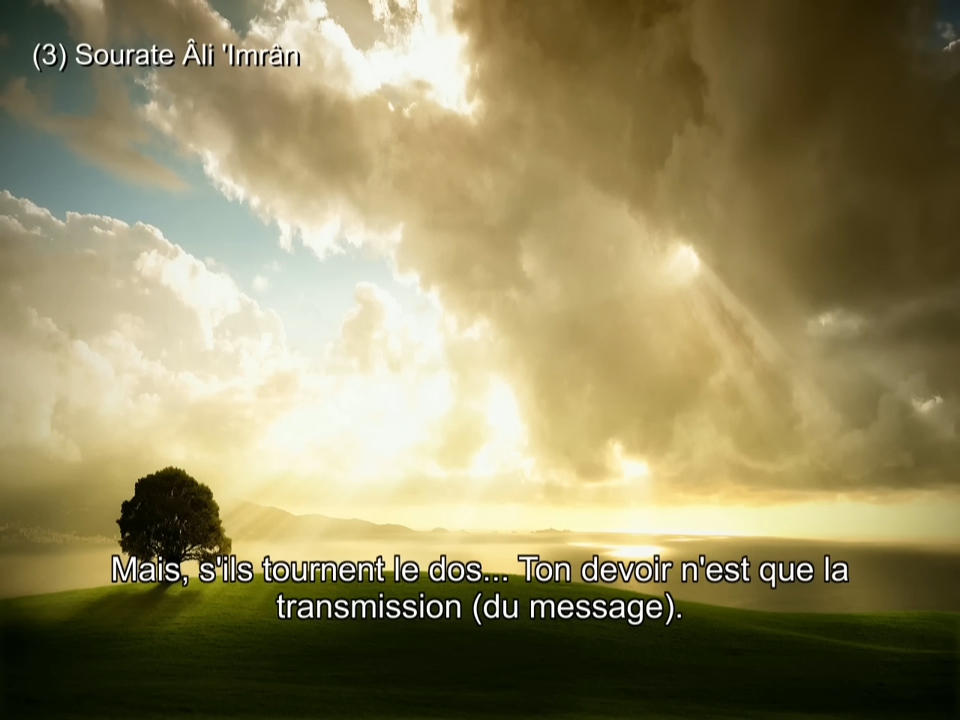 (3) Sourate Âli 'Imrân
Mais, s'ils tournent le dos... Ton devoir n'est que la
transmission (du message).